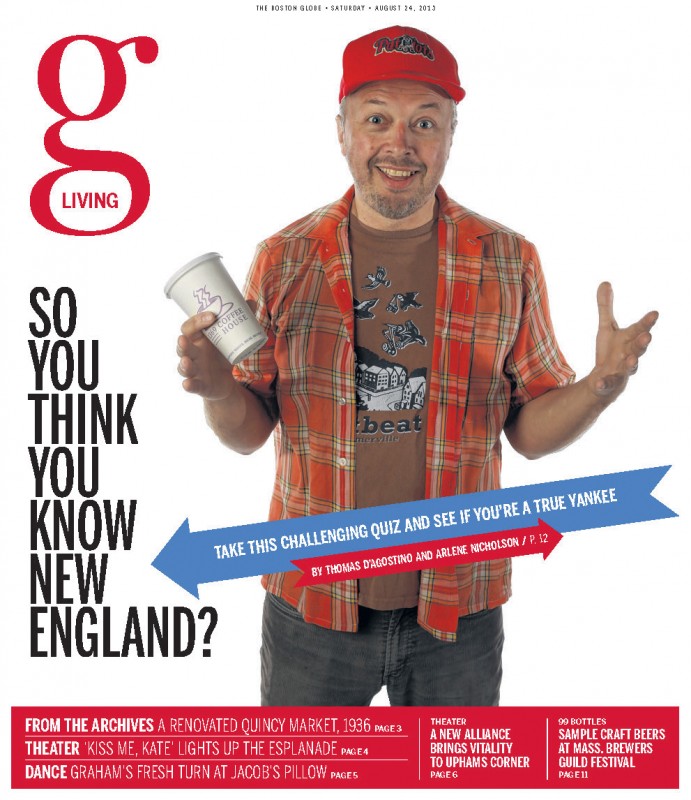 THE BOSTON GLOBE • SATURDAY • AUGUST 24, 2013
g
LIVING
Patriots
COFFEE
HOUSE
beat
merville
SO
YOU
THINK
YOU
KNOW
NEW
ENGLAND?
TAKE THIS CHALLENGING QUIZ AND SEE IF YOU'RE A TRUE YANKEE
BY THOMAS D'AGOSTINO AND ARLENE NICHOLSON / P. 12
FROM THE ARCHIVES A RENOVATED QUINCY MARKET, 1936 PAGE 3
THEATER 'KISS ME, KATE' LIGHTS UP THE ESPLANADE PAGE 4
DANCE GRAHAM'S FRESH TURN AT JACOB'S PILLOW PAGE 5
THEATER
A NEW ALLIANCE
BRINGS VITALITY
TO UPHAMS CORNER
PAGE 6
99 BOTTLES
SAMPLE CRAFT BEERS
AT MASS. BREWERS
GUILD FESTIVAL
PAGE 11